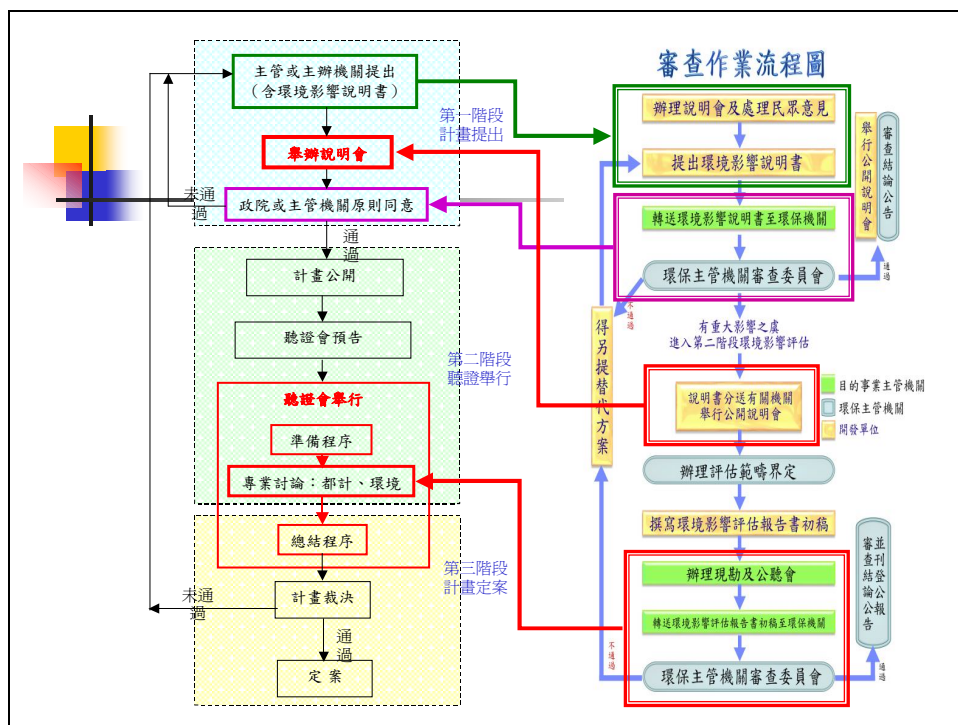 主管或主辦機關提出
(含環境影響說明書)
第一階段
計畫提出
舉辦說明會
未通
過
政院或主管機關原則同意
通
過
計畫公開
聽證會預告
第二階段
聽證舉行
聽證會舉行
準備程序
專業討論：都計、環境
總結程序
第三階段
計畫定案
計畫裁決
未通
過
通
過
定 案
審查作業流程圖
辦理說明會及處理民眾意見
提出環境影響說明書
舉行公開說明會
審查結論公告
轉送環境影響說明書至環保機關
環保主管機關審查委員會
通過
不通過
有重大影響之虞
進入第二階段環境影響評估
得另提替代方案
說明書分送有關機關
舉行公開說明會
目的事業主管機關
環保主管機關
開發單位
辦理評估範疇界定
撰寫環境影響評估報告書初稿
辦理現勘及公聽會
轉送環境影響評估報告書初稿至環保機關
環保主管機關審查委員會
不通過
通過
審查結論公告
並刊登公報